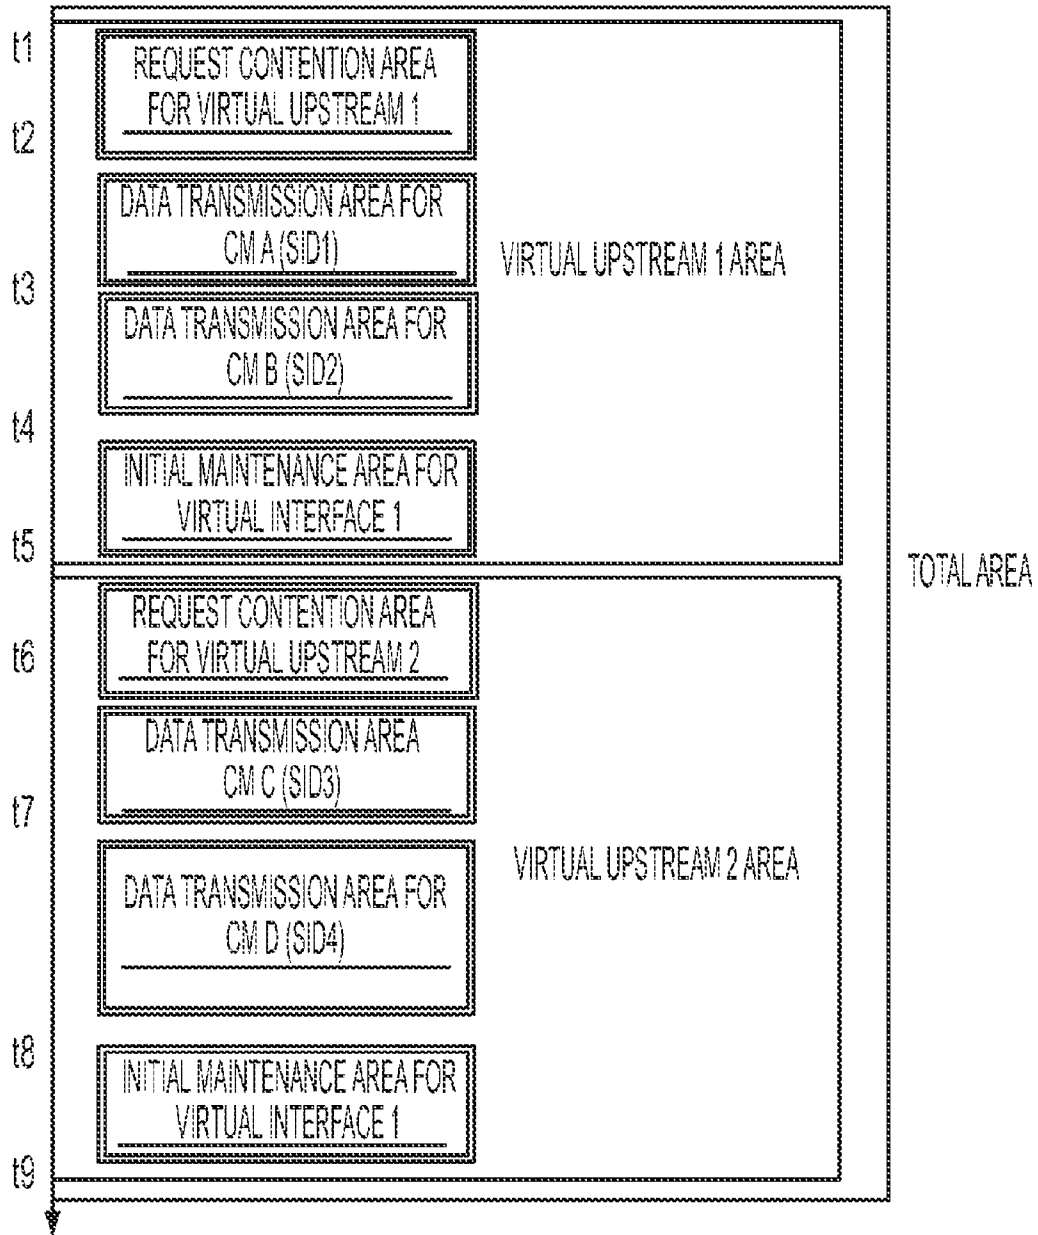 t1
REQUEST CONTENTION AREA
FOR VIRTUAL UPSTREAM 1
t2
DATA TRANSMISSION AREA FOR
CM A (SID1)
VIRTUAL UPSTREAM 1 AREA
t3
DATA TRANSMISSION AREA FOR
CM B (SID2)
t4
INITIAL MAINTENANCE AREA FOR
VIRTUAL INTERFACE 1
t5
TOTAL AREA
REQUEST CONTENTION AREA
FOR VIRTUAL UPSTREAM 2
t6
DATA TRANSMISSION AREA
CM C (SID3)
t7
VIRTUAL UPSTREAM 2 AREA
DATA TRANSMISSION AREA FOR
CM D (SID4)
t8
INITIAL MAINTENANCE AREA FOR
VIRTUAL INTERFACE 1
t9